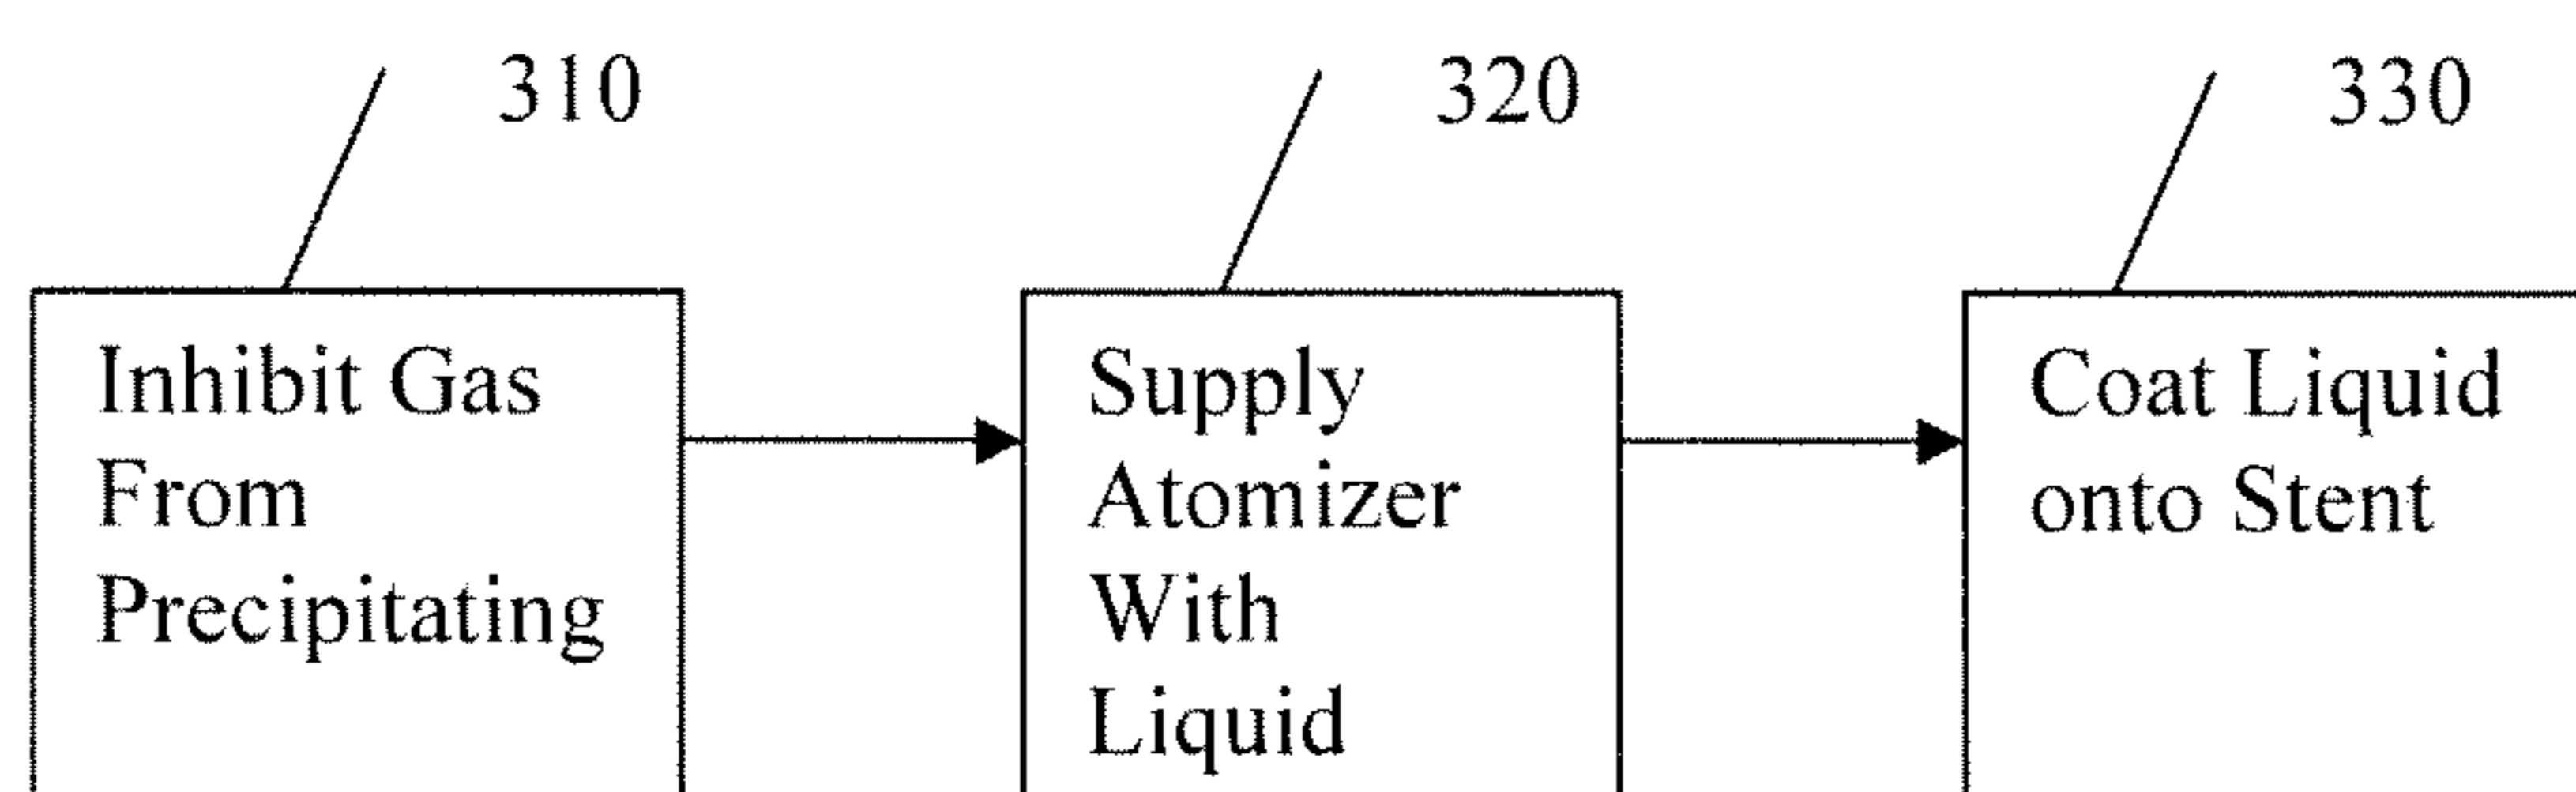 310
320
330
Inhibit Gas
From
Precipitating
Supply
Atomizer
With
Liquid
Coat Liquid
onto Stent